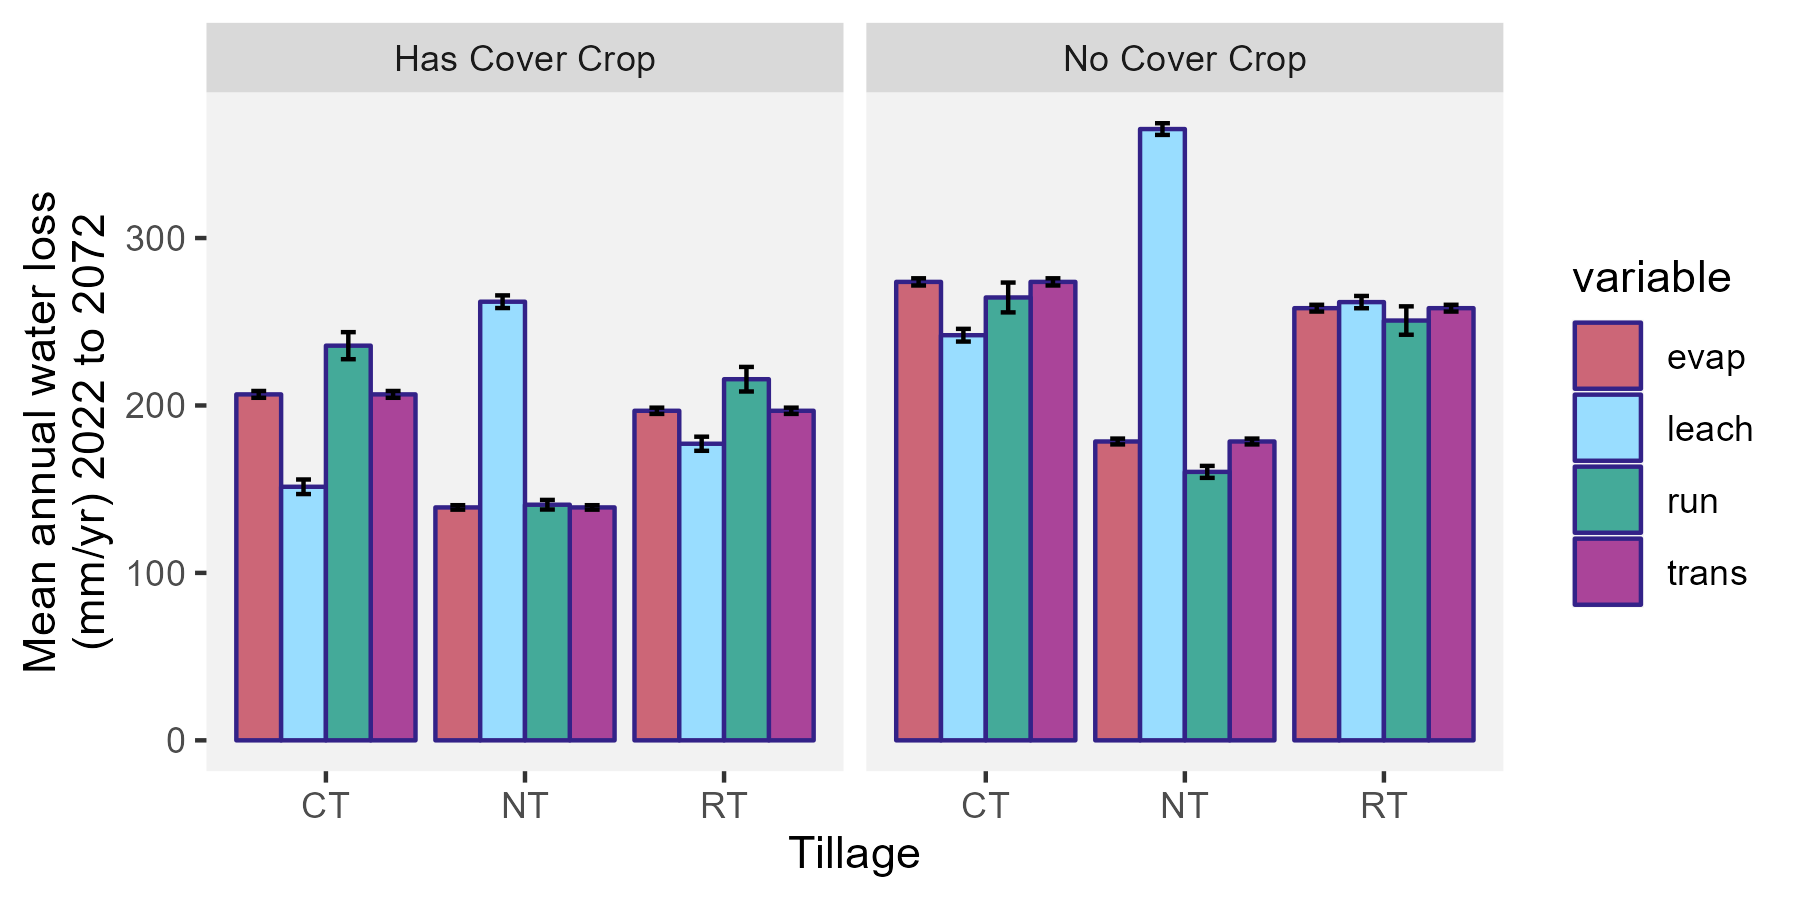 Has Cover Crop
No Cover Crop
Mean annual water loss
(mm/yr) 2022 to 2072
300
200
100
0
CT
NT
RT
CT
NT
RT
Tillage
variable
evap
leach
run
trans